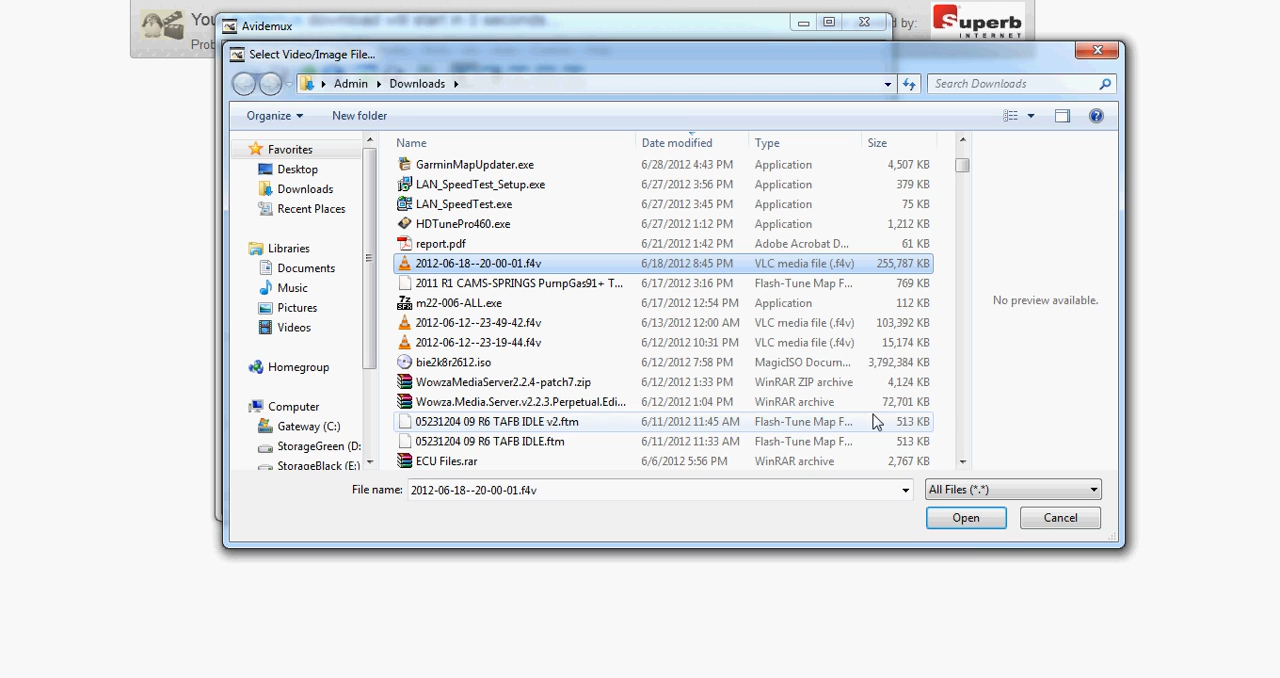 Your download will start in 0 seconds...
Avidemux
d by:
Superb
INTERNET
Prob
Select Video/Image File...
Admin
Downloads
Search Downloads
Organize
New folder
Name
Date modified
Type
Size
Favorites
Desktop
Downloads
Recent Places
Libraries
Documents
Music
Pictures
Videos
Homegroup
Computer
Gateway (C:)
StorageGreen (D:
StorageBlack (E:)
GarminMapUpdater.exe 6/28/2012 4:43 PM Application 4,507 KB
LAN_SpeedTest_Setup.exe 6/27/2012 3:56 PM Application 379 KB
LAN_SpeedTest.exe 6/27/2012 3:45 PM Application 75 KB
HDTunePro460.exe 6/27/2012 1:12 PM Application 1,212 KB
report.pdf 6/21/2012 1:42 PM Adobe Acrobat D... 61 KB
2012-06-18--20-00-01.f4v 6/18/2012 8:45 PM VLC media file (.f4v) 255,787 KB
2011 R1 CAMS-SPRINGS PumpGas91+ T... 6/17/2012 3:16 PM Flash-Tune Map F... 769 KB
m22-006-ALL.exe 6/17/2012 12:54 PM Application 112 KB
2012-06-12--23-49-42.f4v 6/13/2012 12:00 AM VLC media file (.f4v) 103,392 KB
2012-06-12--23-19-44.f4v 6/12/2012 10:31 PM VLC media file (.f4v) 15,174 KB
bie2k8r2612.iso 6/12/2012 7:58 PM MagicISO Docum... 3,792,384 KB
WowzaMediaServer2.2.4-patch7.zip 6/12/2012 1:33 PM WinRAR ZIP archive 4,124 KB
Wowza.Media.Server.v2.2.3.Perpetual.Edi... 6/12/2012 1:04 PM WinRAR archive 72,701 KB
05231204 09 R6 TAFB IDLE v2.ftm 6/11/2012 11:45 AM Flash-Tune Map F... 513 KB
05231204 09 R6 TAFB IDLE.ftm 6/11/2012 11:33 AM Flash-Tune Map F... 513 KB
ECU Files.rar 6/6/2012 5:56 PM WinRAR archive 2,767 KB
No preview available.
File name: 2012-06-18--20-00-01.f4v
All Files (*.*)
Open
Cancel